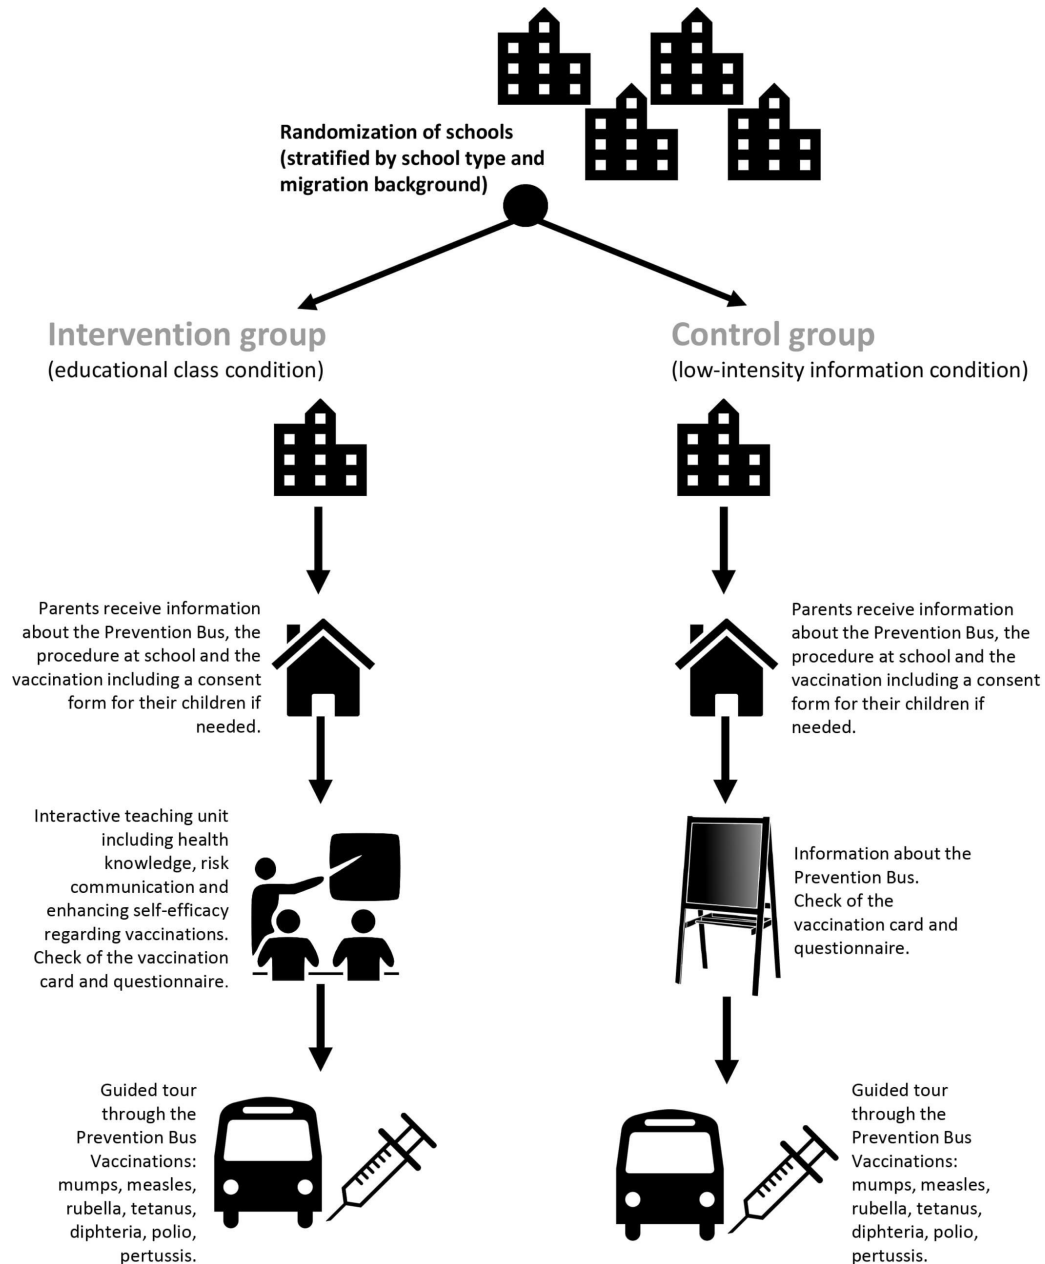 Randomization of schools
(stratified by school type and
migration background)
Intervention group
(educational class condition)
Control group
(low-intensity information condition)
Parents receive information
about the Prevention Bus, the
procedure at school and the
vaccination including a consent
form for their children if
needed.
Parents receive information
about the Prevention Bus, the
procedure at school and the
vaccination including a consent
form for their children if
needed.
Interactive teaching unit
including health
knowledge, risk
communication and
enhancing self-efficacy
regarding vaccinations.
Check of the vaccination
card and questionnaire.
Information about the
Prevention Bus.
Check of the
vaccination card and
questionnaire.
Guided tour
through the
Prevention Bus
Vaccinations:
mumps, measles,
rubella, tetanus,
diphteria, polio,
pertussis.
Guided tour
through the
Prevention Bus
Vaccinations:
mumps, measles,
rubella, tetanus,
diphteria, polio,
pertussis.